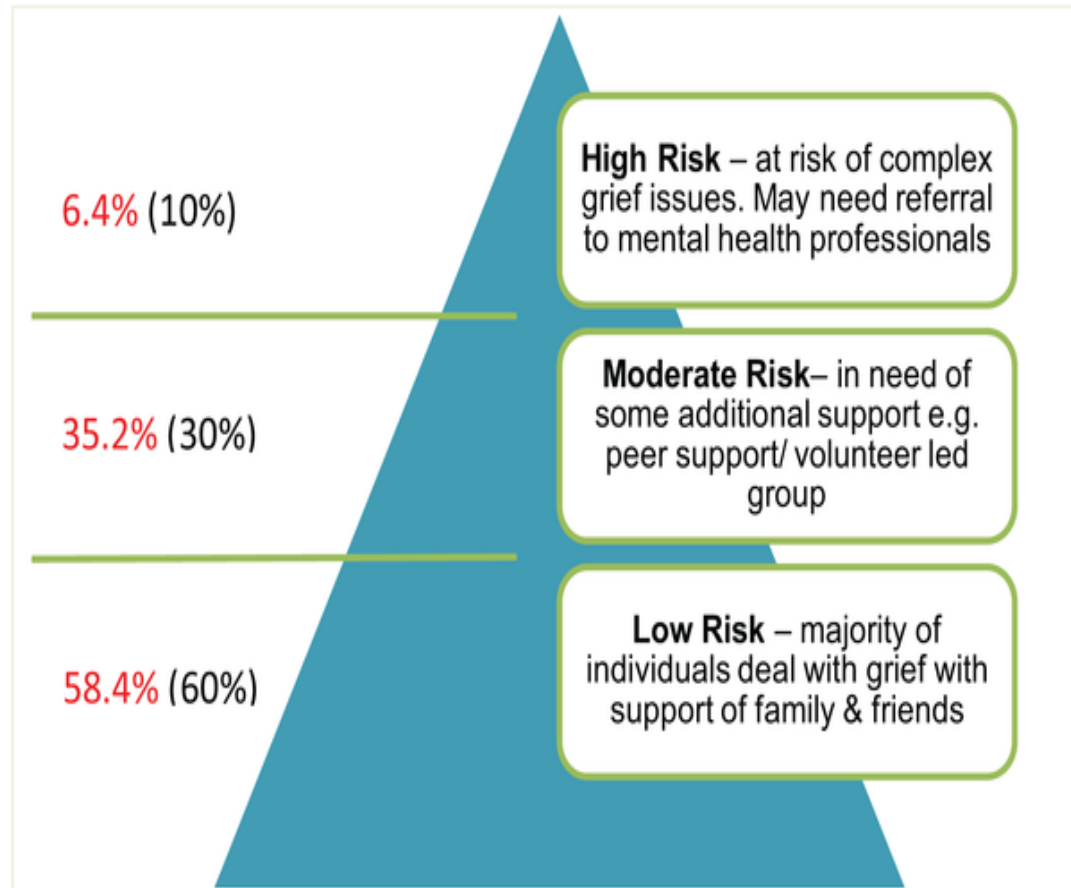 6.4% (10%)
High Risk – at risk of complex
grief issues. May need referral
to mental health professionals
35.2% (30%)
Moderate Risk– in need of
some additional support e.g.
peer support/ volunteer led
group
58.4% (60%)
Low Risk – majority of
individuals deal with grief with
support of family & friends